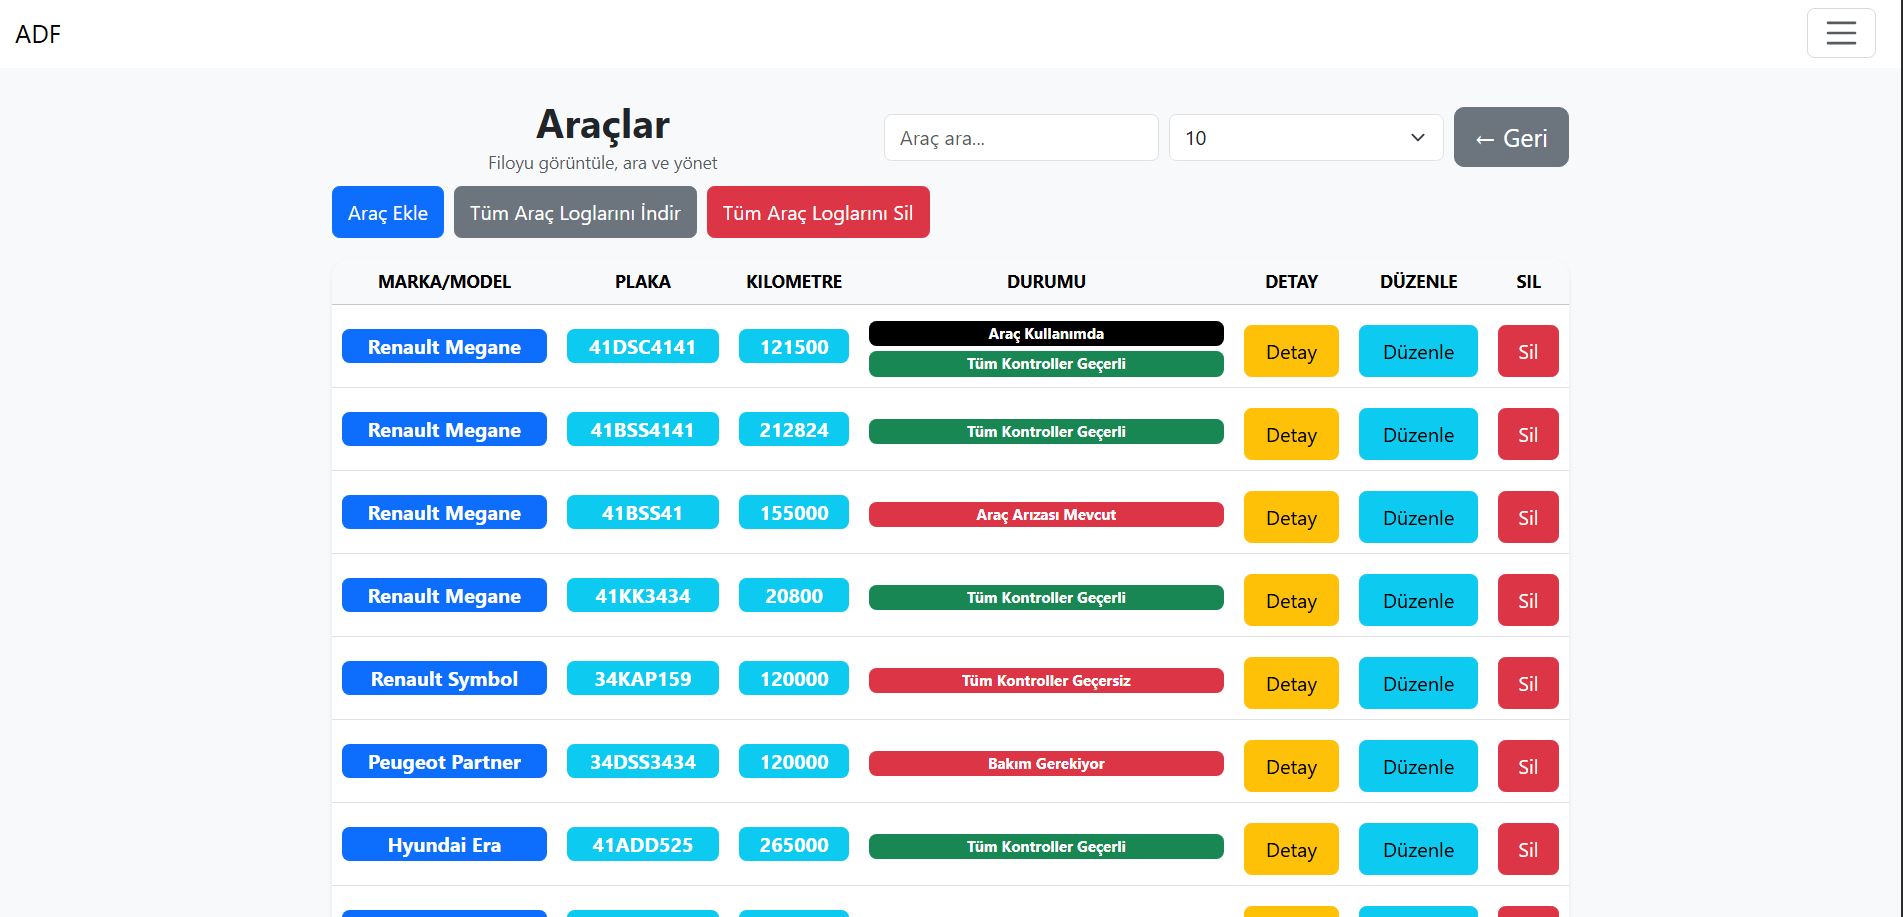 ADF
Araçlar
Filoyu görüntüle, ara ve yönet
Araç ara...
10
← Geri
Araç Ekle
Tüm Araç Loglarını İndir
Tüm Araç Loglarını Sil
MARKA/MODEL PLAKA KILOMETRE DURUMU DETAY DÜZENLE SIL
Renault Megane 41DSC4141 121500 Araç Kullanımda Detay Düzenle Sil
Tüm Kontroller Geçerli
Renault Megane 41BSS4141 212824 Tüm Kontroller Geçerli Detay Düzenle Sil
Renault Megane 41BSS41 155000 Araç Arızası Mevcut Detay Düzenle Sil
Renault Megane 41KK3434 20800 Tüm Kontroller Geçerli Detay Düzenle Sil
Renault Symbol 34KAP159 120000 Tüm Kontroller Geçersiz Detay Düzenle Sil
Peugeot Partner 34DSS3434 120000 Bakım Gerekiyor Detay Düzenle Sil
Hyundai Era 41ADD525 265000 Tüm Kontroller Geçerli Detay Düzenle Sil